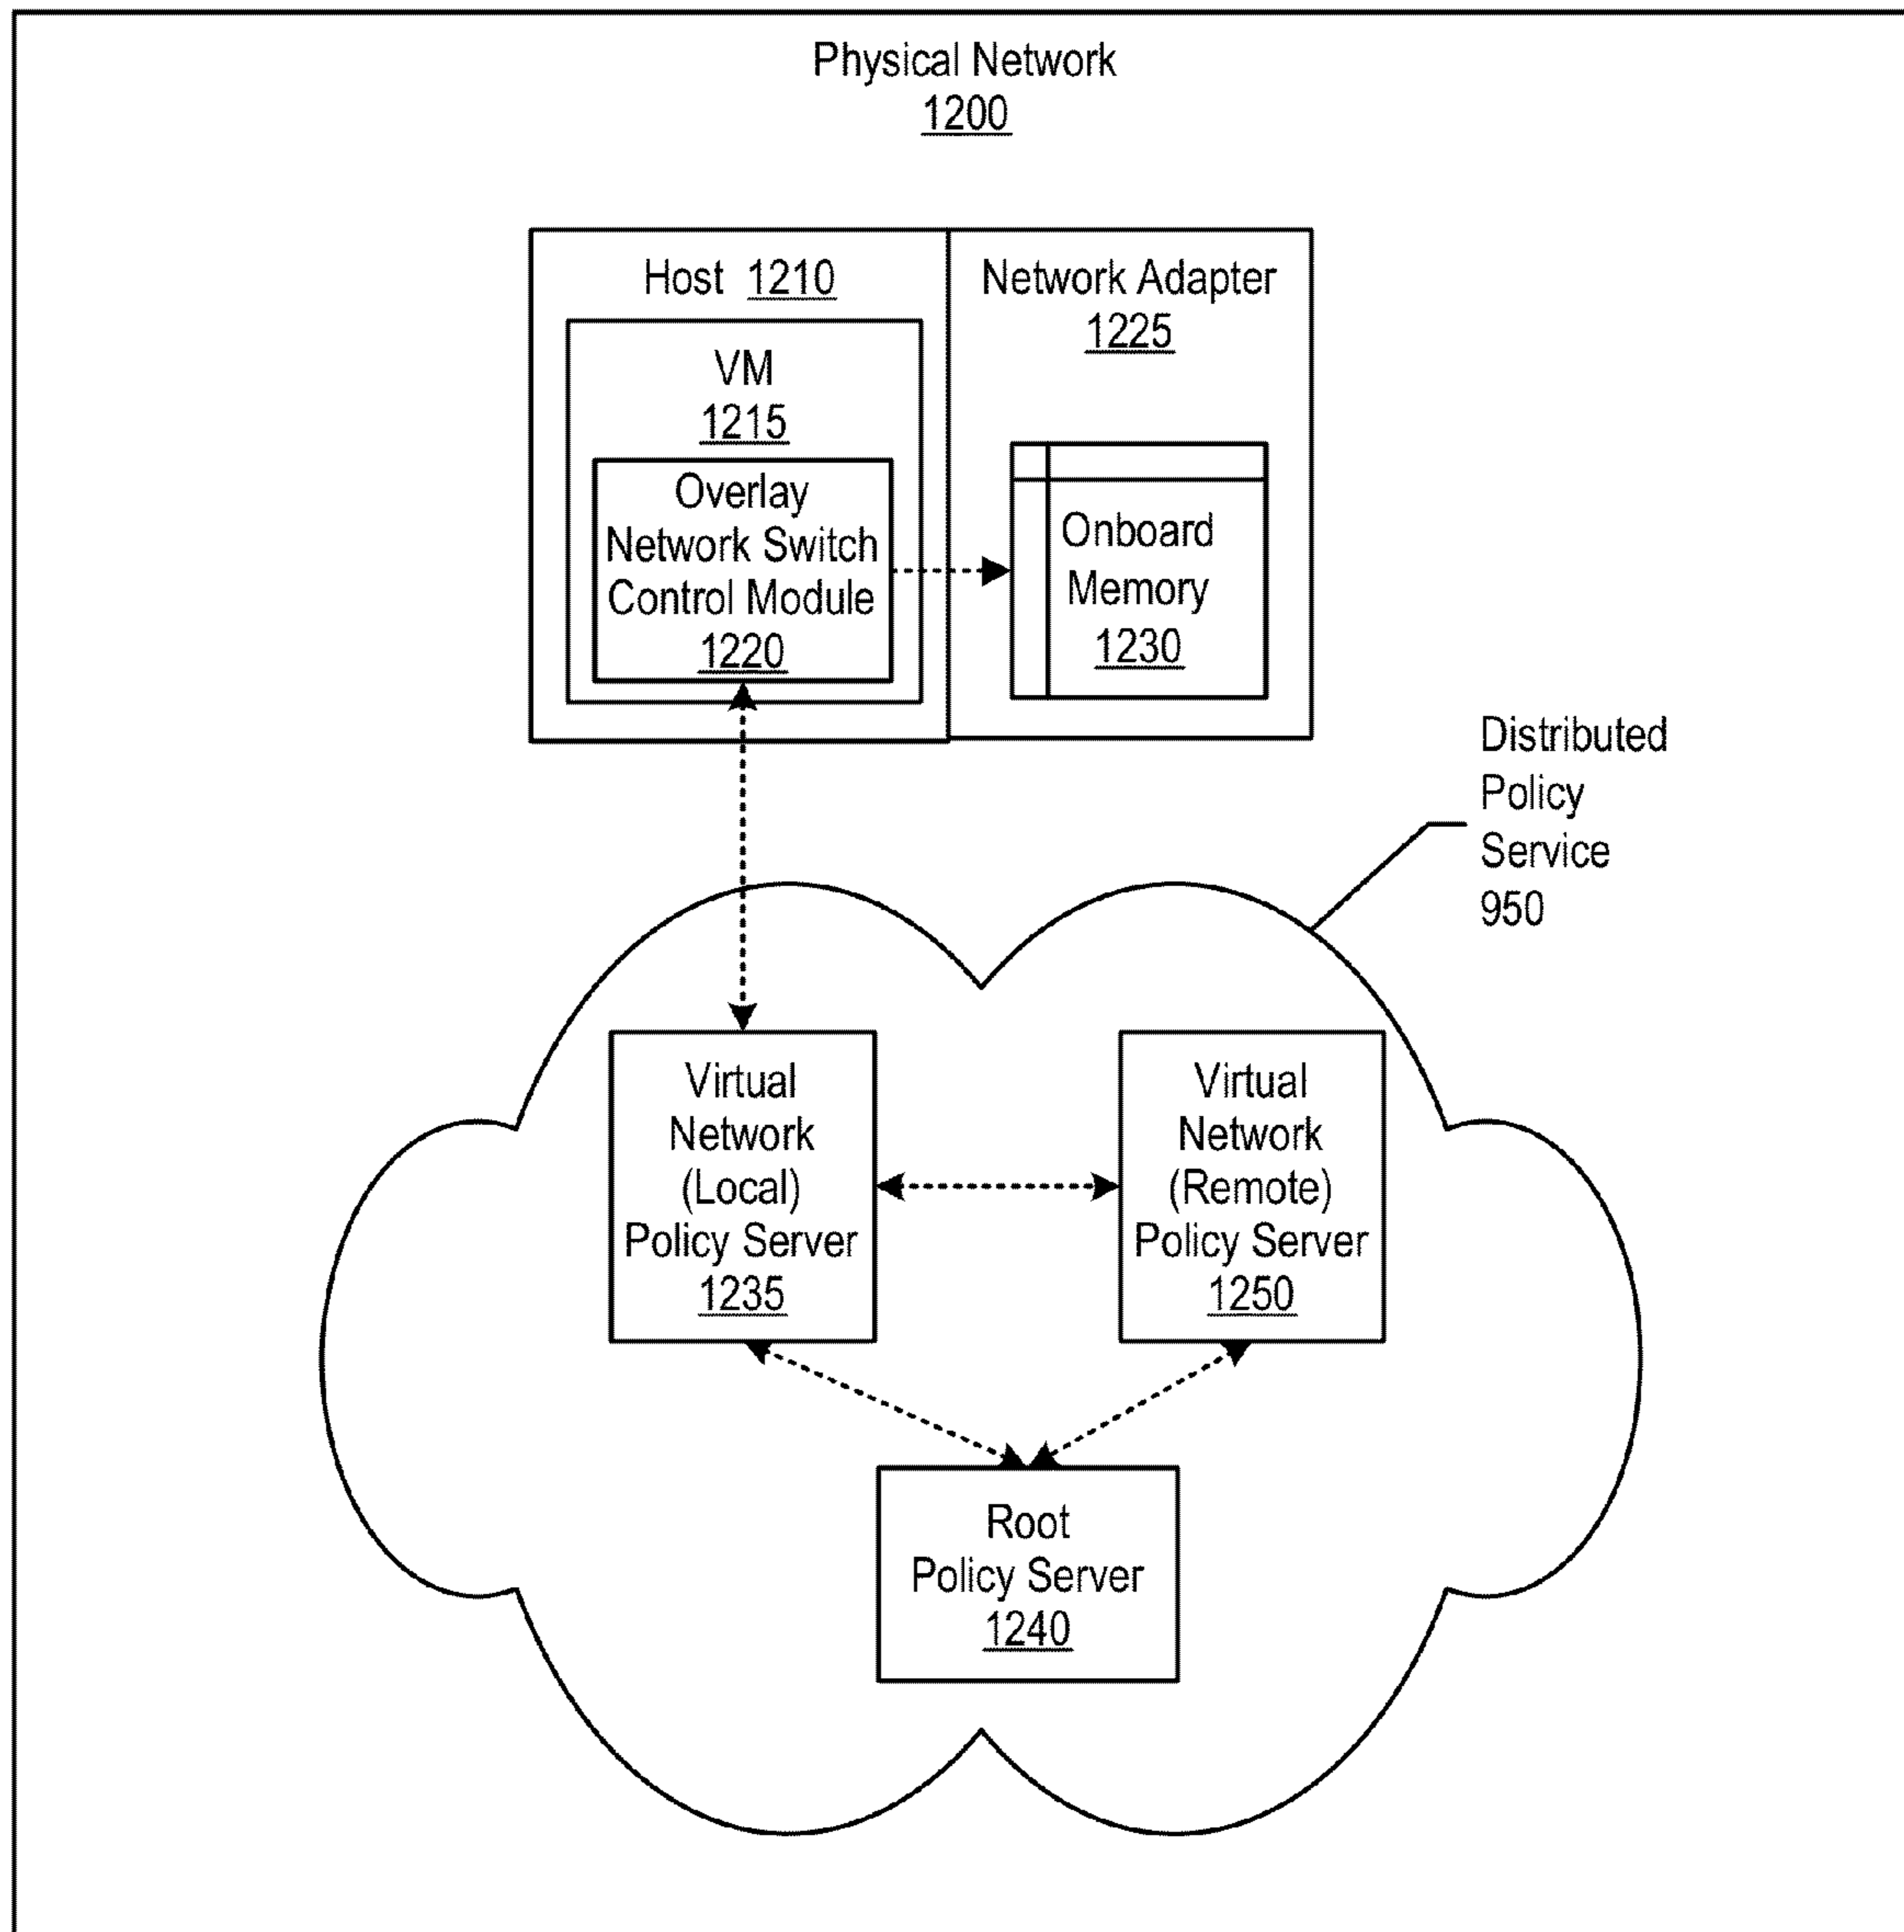 Physical Network
1200
Host 1210
Network Adapter
1225
VM
1215
Overlay
Network Switch
Control Module
1220
Onboard
Memory
1230
Distributed
Policy
Service
950
Virtual
Network
(Local)
Policy Server
1235
Virtual
Network
(Remote)
Policy Server
1250
Root
Policy Server
1240